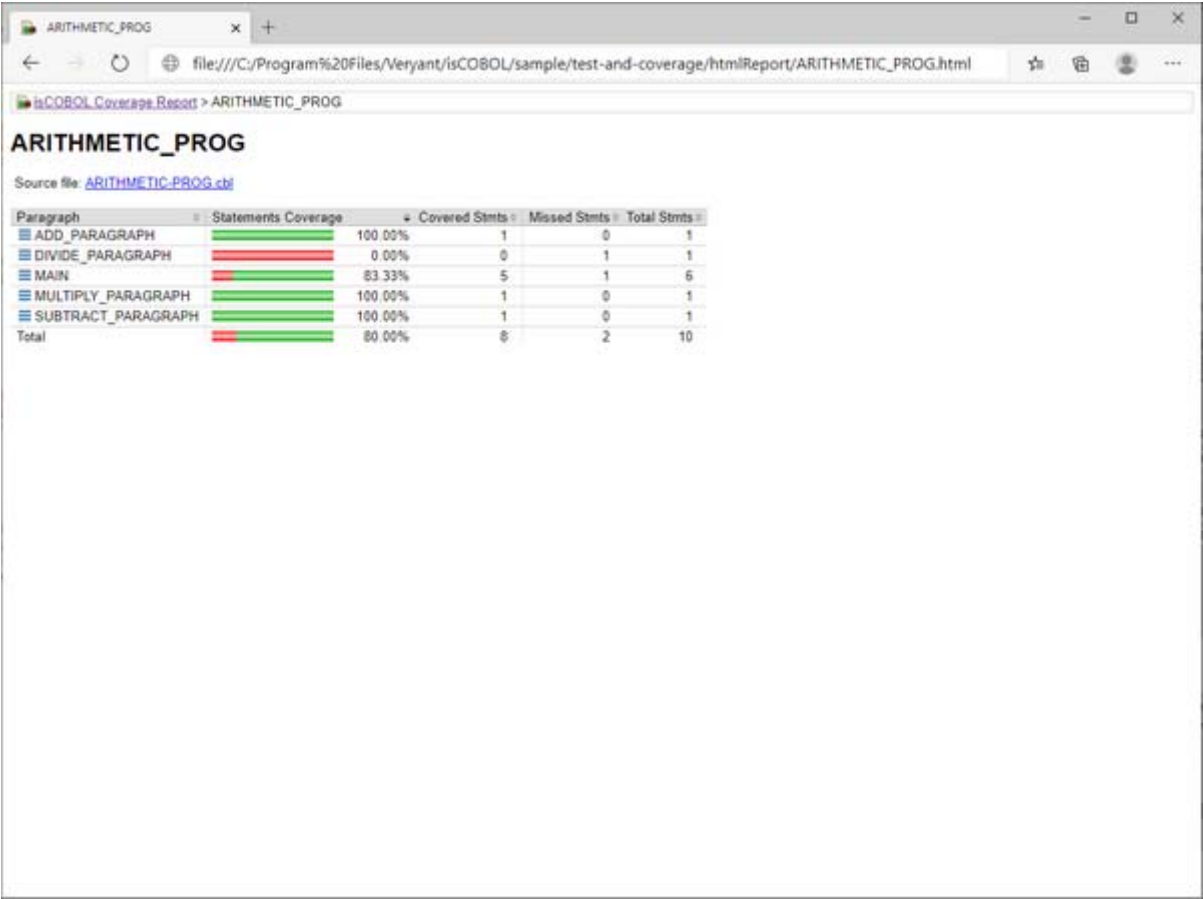 ARITHMETIC_PROG
file:///C:/Program%20Files/Veryant/isCOBOL/sample/test-and-coverage/htmlReport/ARITHMETIC_PROG.html
isCOBOL Coverage Report > ARITHMETIC_PROG
ARITHMETIC_PROG
Source file: ARITHMETIC-PROG.cbl
Paragraph Statements Coverage Covered Stmts Missed Stmts Total Stmts
ADD_PARAGRAPH 100.00% 1 0 1
DIVIDE_PARAGRAPH 0.00% 0 1 1
MAIN 83.33% 5 1 6
MULTIPLY_PARAGRAPH 100.00% 1 0 1
SUBTRACT_PARAGRAPH 100.00% 1 0 1
Total 80.00% 8 2 10